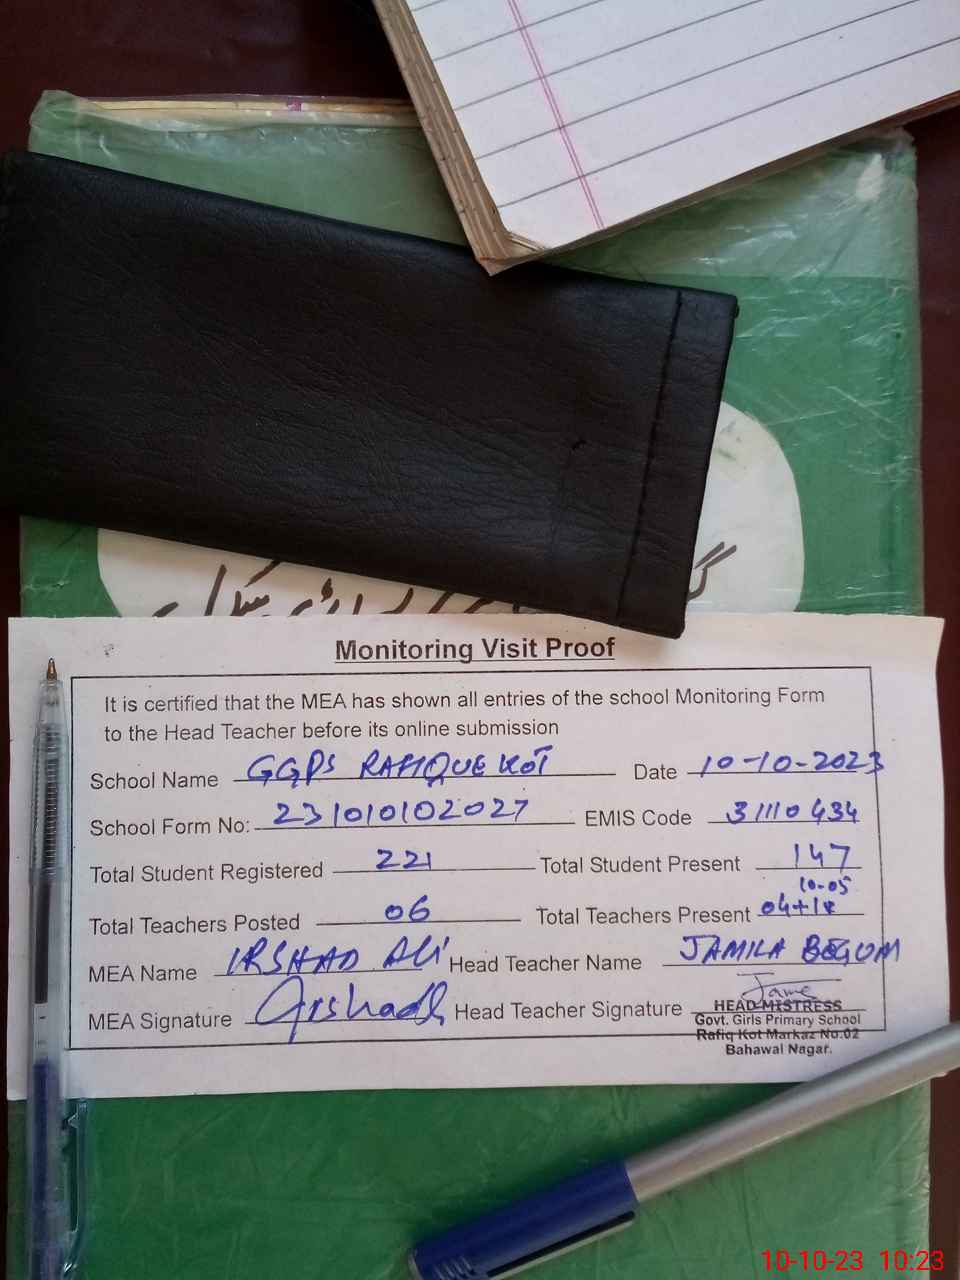 Monitoring Visit Proof
It is certified that the MEA has shown all entries of the school Monitoring Form
to the Head Teacher before its online submission
School Name GGPS RAFIQUE KOT Date 10-10-2023
School Form No: 23101010202027 EMIS Code 31110434
Total Student Registered 221 Total Student Present 147
10-05
Total Teachers Posted 06 Total Teachers Present 04+1
MEA Name IRSHAD ALI Head Teacher Name JAMILA BEGUM
MEA Signature Irshad Head Teacher Signature
HEAD MISTRESS
Govt. Girls Primary School
Rafiq Kot Markaz No.02
Bahawal Nagar.
10-10-23 10:23